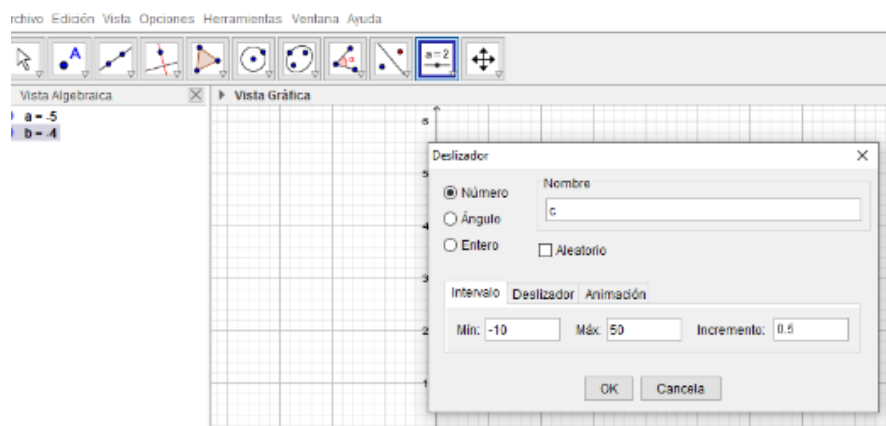 rchivo Edición Vista Opciones Herramientas Ventana Ayuda
A
α
a=2
Vista Algebraica
Vista Gráfica
a = -5
b = -4
6
5
4
3
2
1
Deslizador
Número
Ángulo
Entero
Nombre
c
Aleatorio
Intervalo Deslizador Animación
Mín: -10 Máx: 50 Incremento: 0.5
OK Cancela